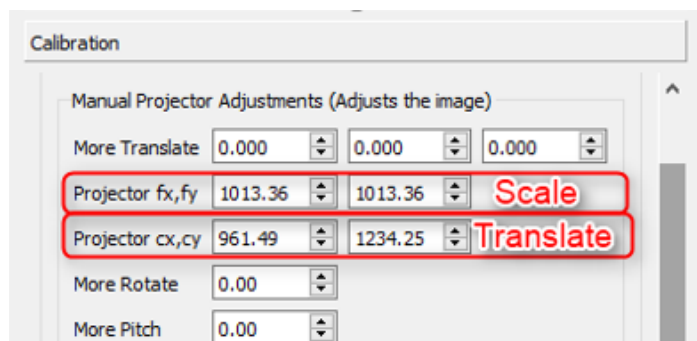 Calibration
Manual Projector Adjustments (Adjusts the image)
More Translate 0.000 0.000 0.000
Projector fx,fy 1013.36 1013.36 Scale
Projector cx,cy 961.49 1234.25 Translate
More Rotate 0.00
More Pitch 0.00